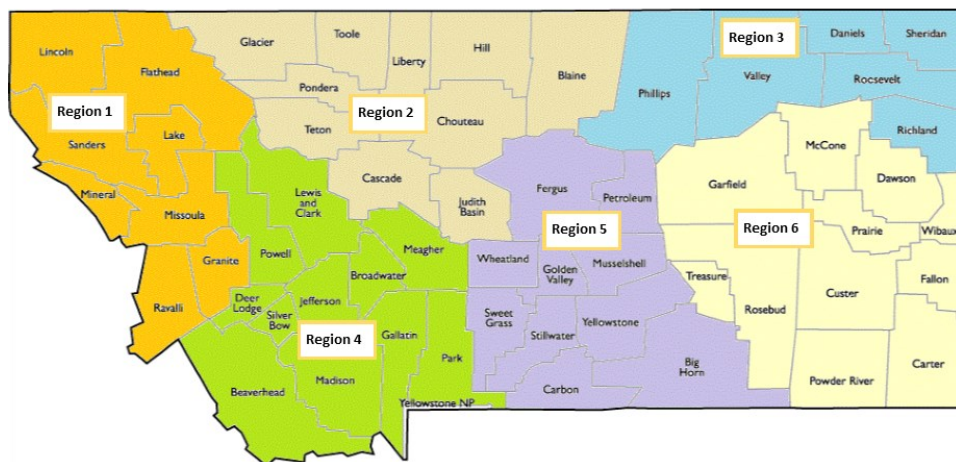 Lincoln
Flathead
Region 1
Sanders
Lake
Mineral
Missoula
Granite
Ravalli
Glacier
Toole
Liberty
Hill
Blaine
Pondera
Region 2
Teton
Chouteau
Cascade
Judith
Basin
Phillips
Region 3
Valley
Daniels
Sheridan
Roosevelt
Richland
Lewis
and
Clark
Powell
Meagher
Broadwater
Deer
Lodge
Silver
Bow
Jefferson
Region 4
Gallatin
Park
Beaverhead
Madison
Yellowstone NP
Fergus
Petroleum
Region 5
Wheatland
Golden
Valley
Musselshell
Sweet
Grass
Stillwater
Yellowstone
Carbon
Big
Horn
McCone
Garfield
Dawson
Region 6
Prairie
Wibaux
Treasure
Rosebud
Custer
Fallon
Powder River
Carter